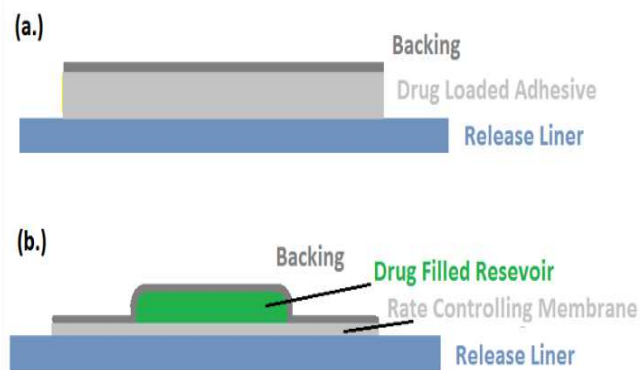 (a.)
Backing
Drug Loaded Adhesive
Release Liner
(b.)
Backing
Drug Filled Resevoir
Rate Controlling Membrane
Release Liner